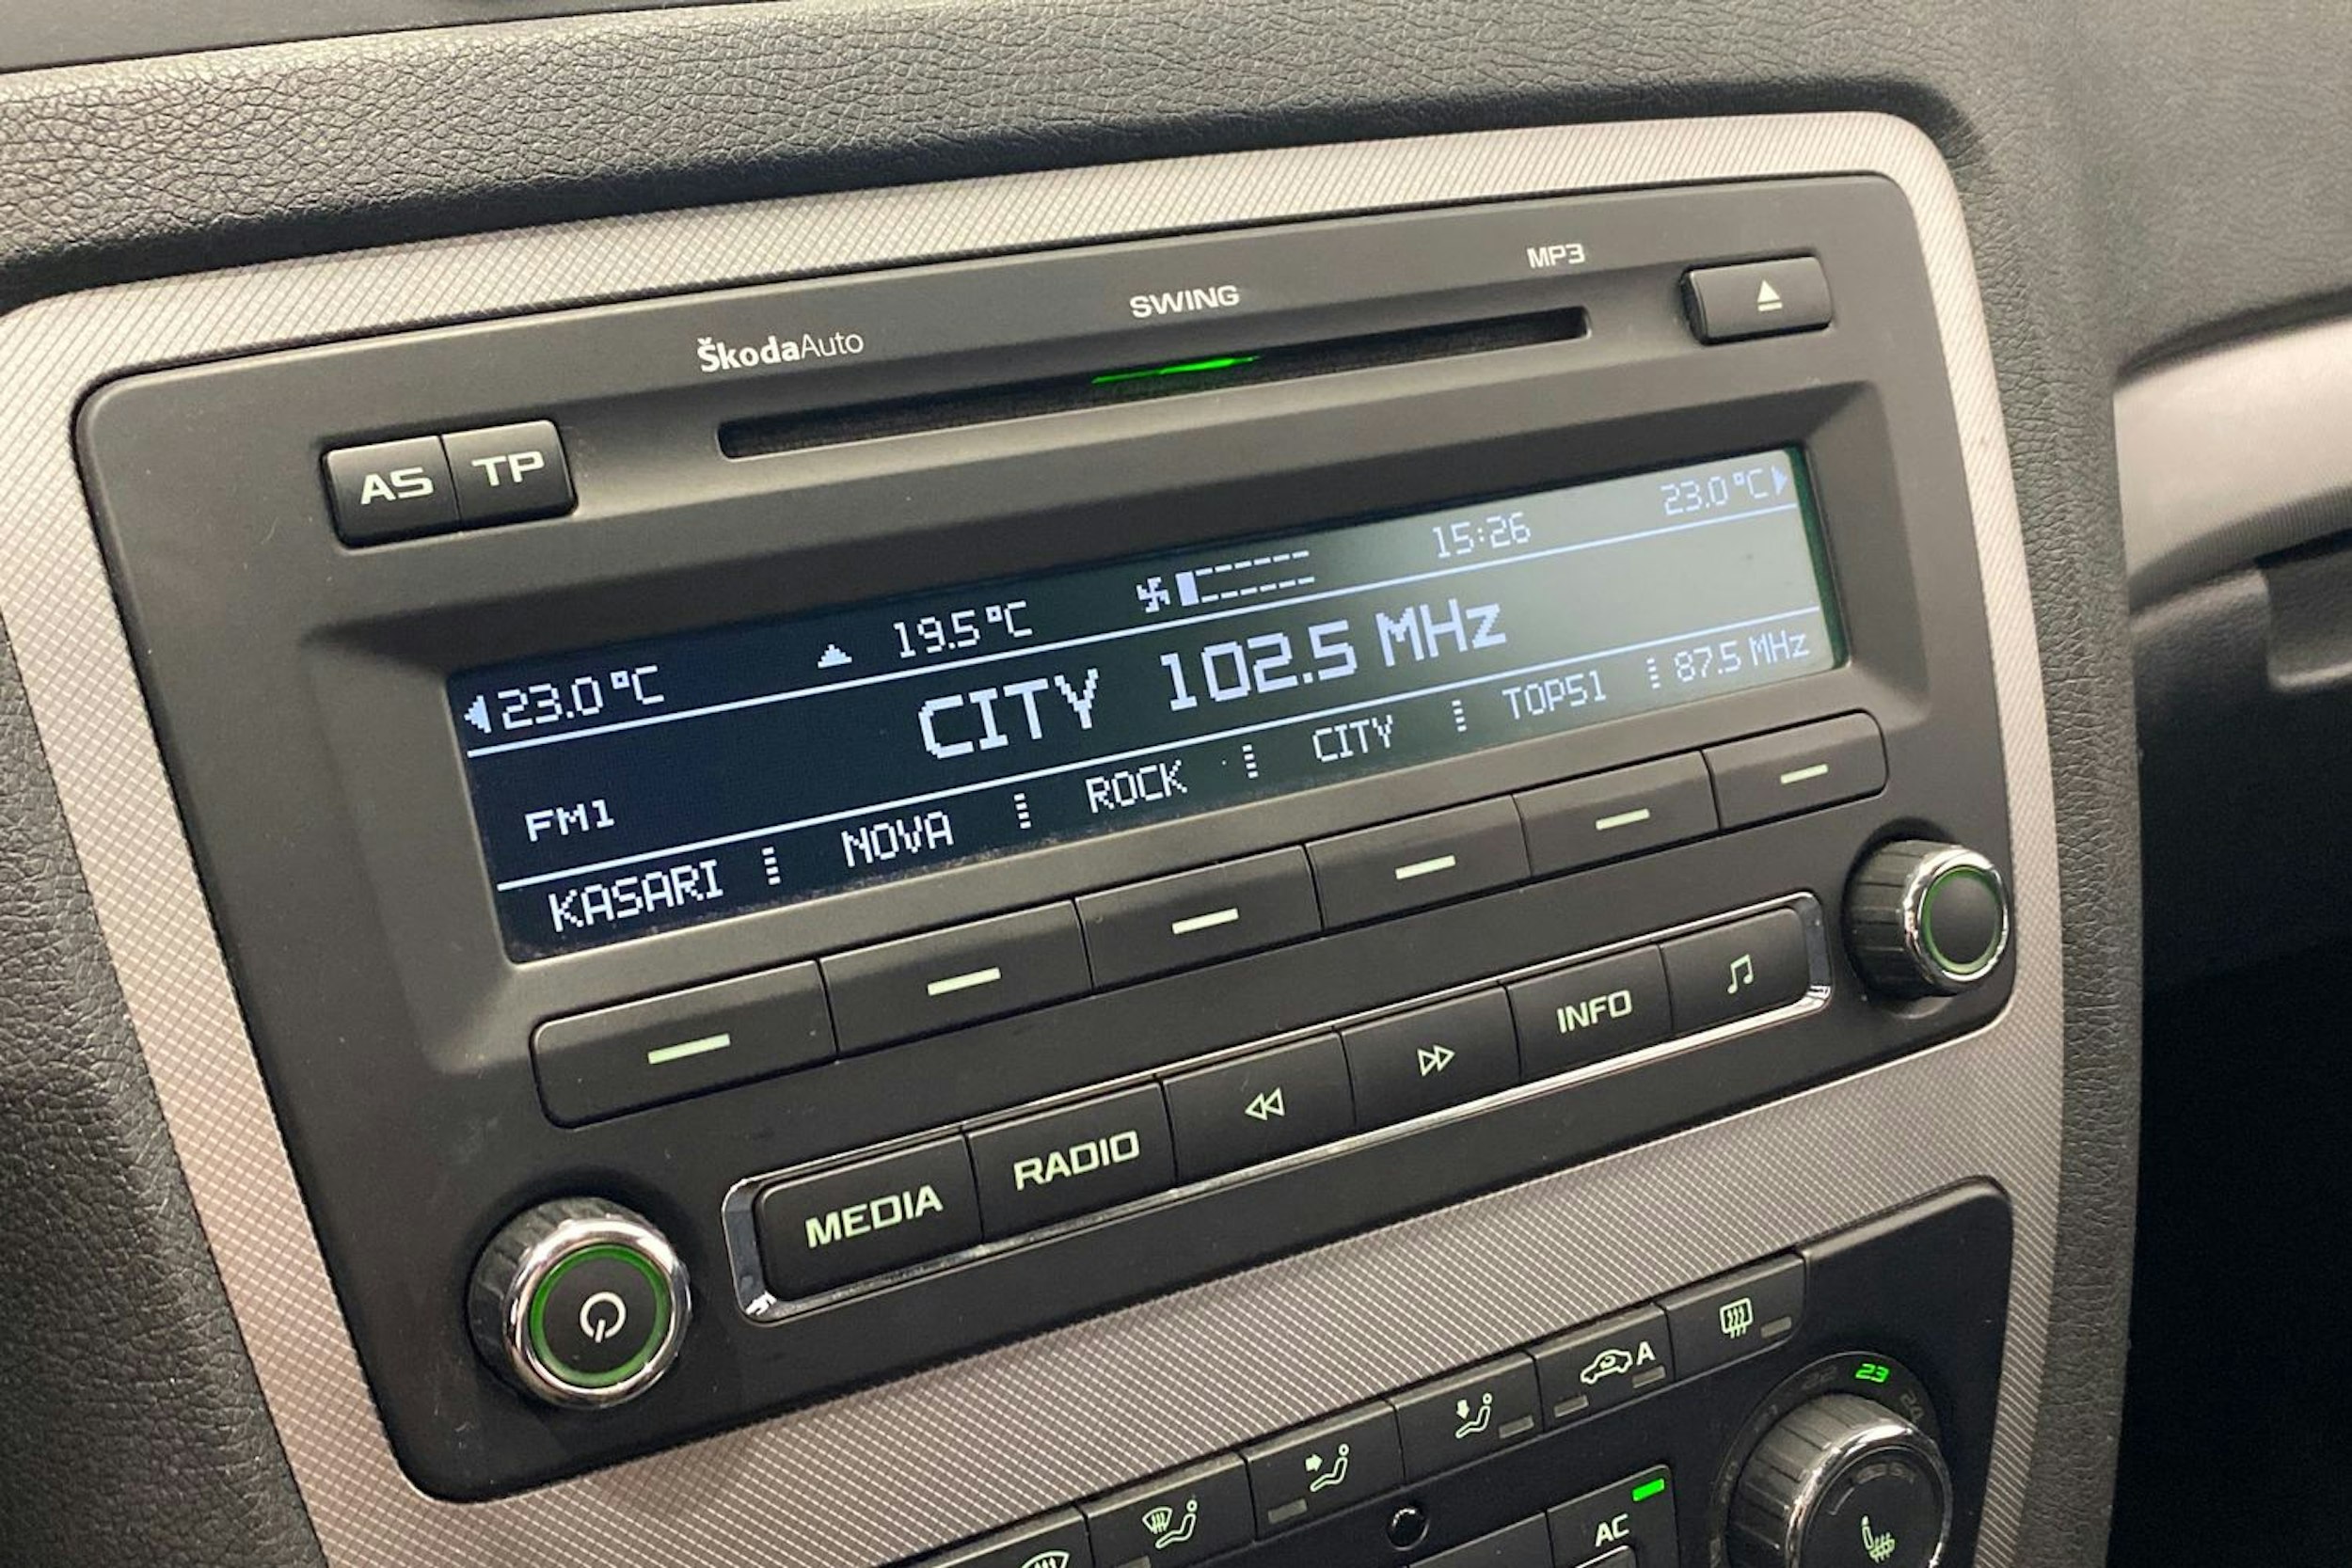 MP3
SWING
ŠkodaAuto
AS TP
23.0°C 19.5°C 15:26 23.0°C
CITY 102.5 MHz
FM1
KASARI NOVA ROCK CITY TOP51 87.5 MHz
MEDIA RADIO INFO
A
23
AC